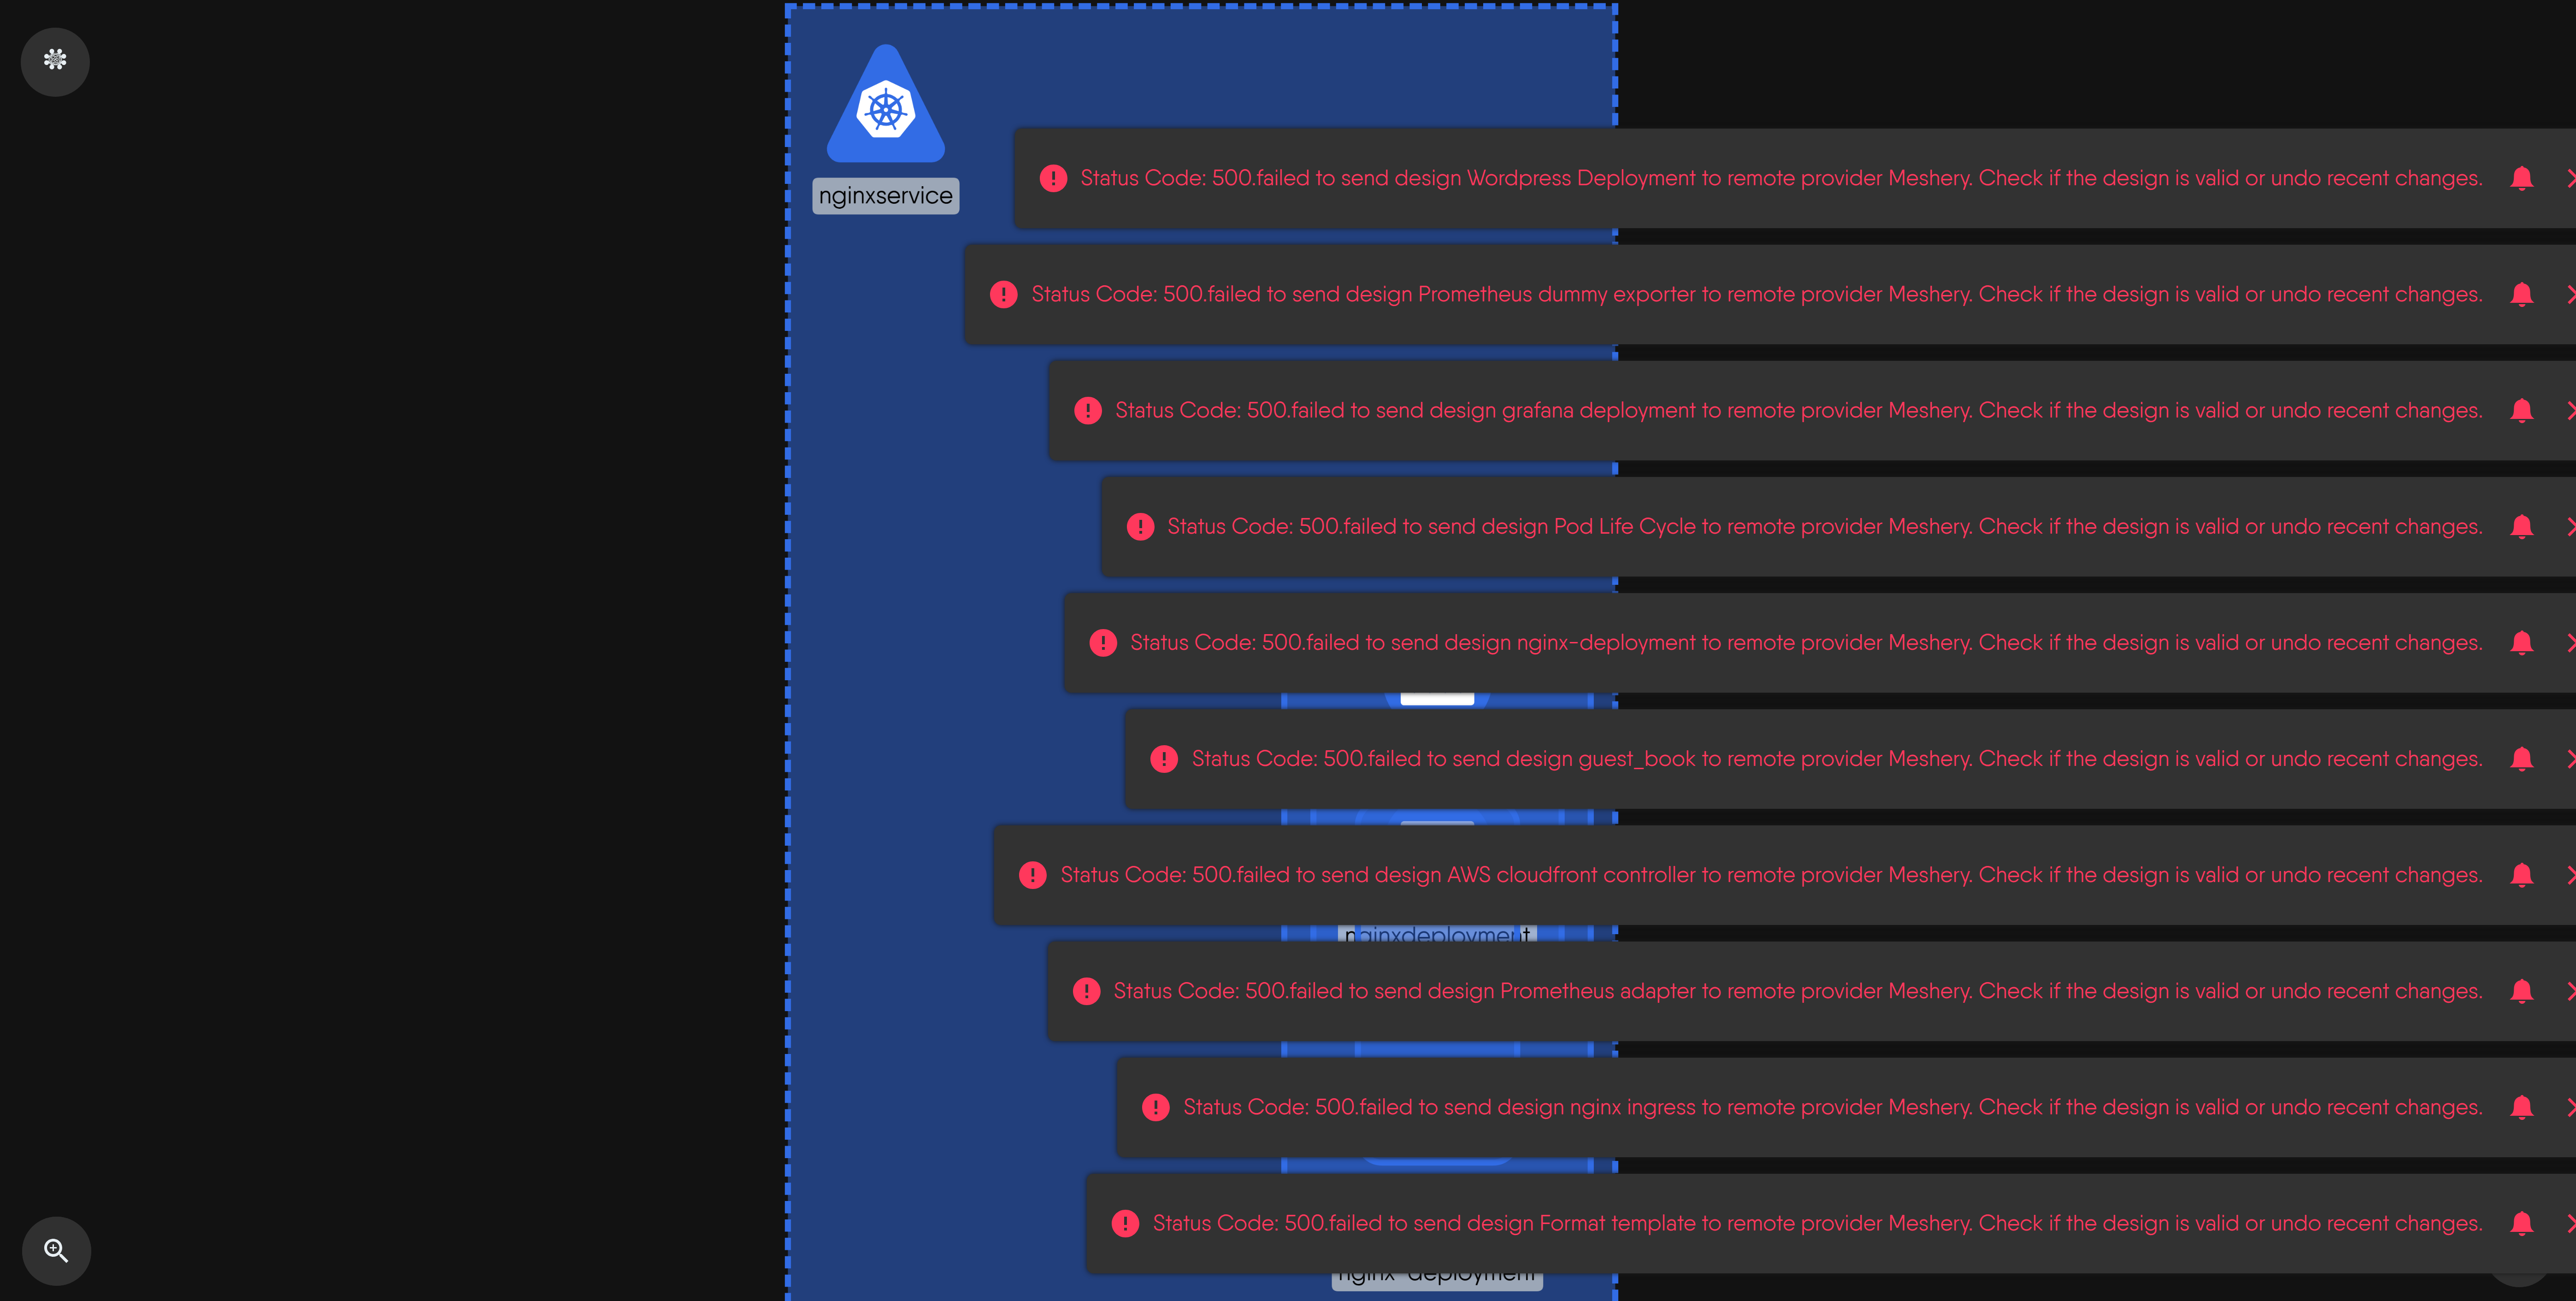 nginxservice
Status Code: 500.failed to send design Wordpress Deployment to remote provider Meshery. Check if the design is valid or undo recent changes.
Status Code: 500.failed to send design Prometheus dummy exporter to remote provider Meshery. Check if the design is valid or undo recent changes.
Status Code: 500.failed to send design grafana deployment to remote provider Meshery. Check if the design is valid or undo recent changes.
Status Code: 500.failed to send design Pod Life Cycle to remote provider Meshery. Check if the design is valid or undo recent changes.
Status Code: 500.failed to send design nginx-deployment to remote provider Meshery. Check if the design is valid or undo recent changes.
Status Code: 500.failed to send design guest_book to remote provider Meshery. Check if the design is valid or undo recent changes.
Status Code: 500.failed to send design AWS cloudfront controller to remote provider Meshery. Check if the design is valid or undo recent changes.
nginxdeployment
Status Code: 500.failed to send design Prometheus adapter to remote provider Meshery. Check if the design is valid or undo recent changes.
Status Code: 500.failed to send design nginx ingress to remote provider Meshery. Check if the design is valid or undo recent changes.
Status Code: 500.failed to send design Format template to remote provider Meshery. Check if the design is valid or undo recent changes.
nginx-deployment